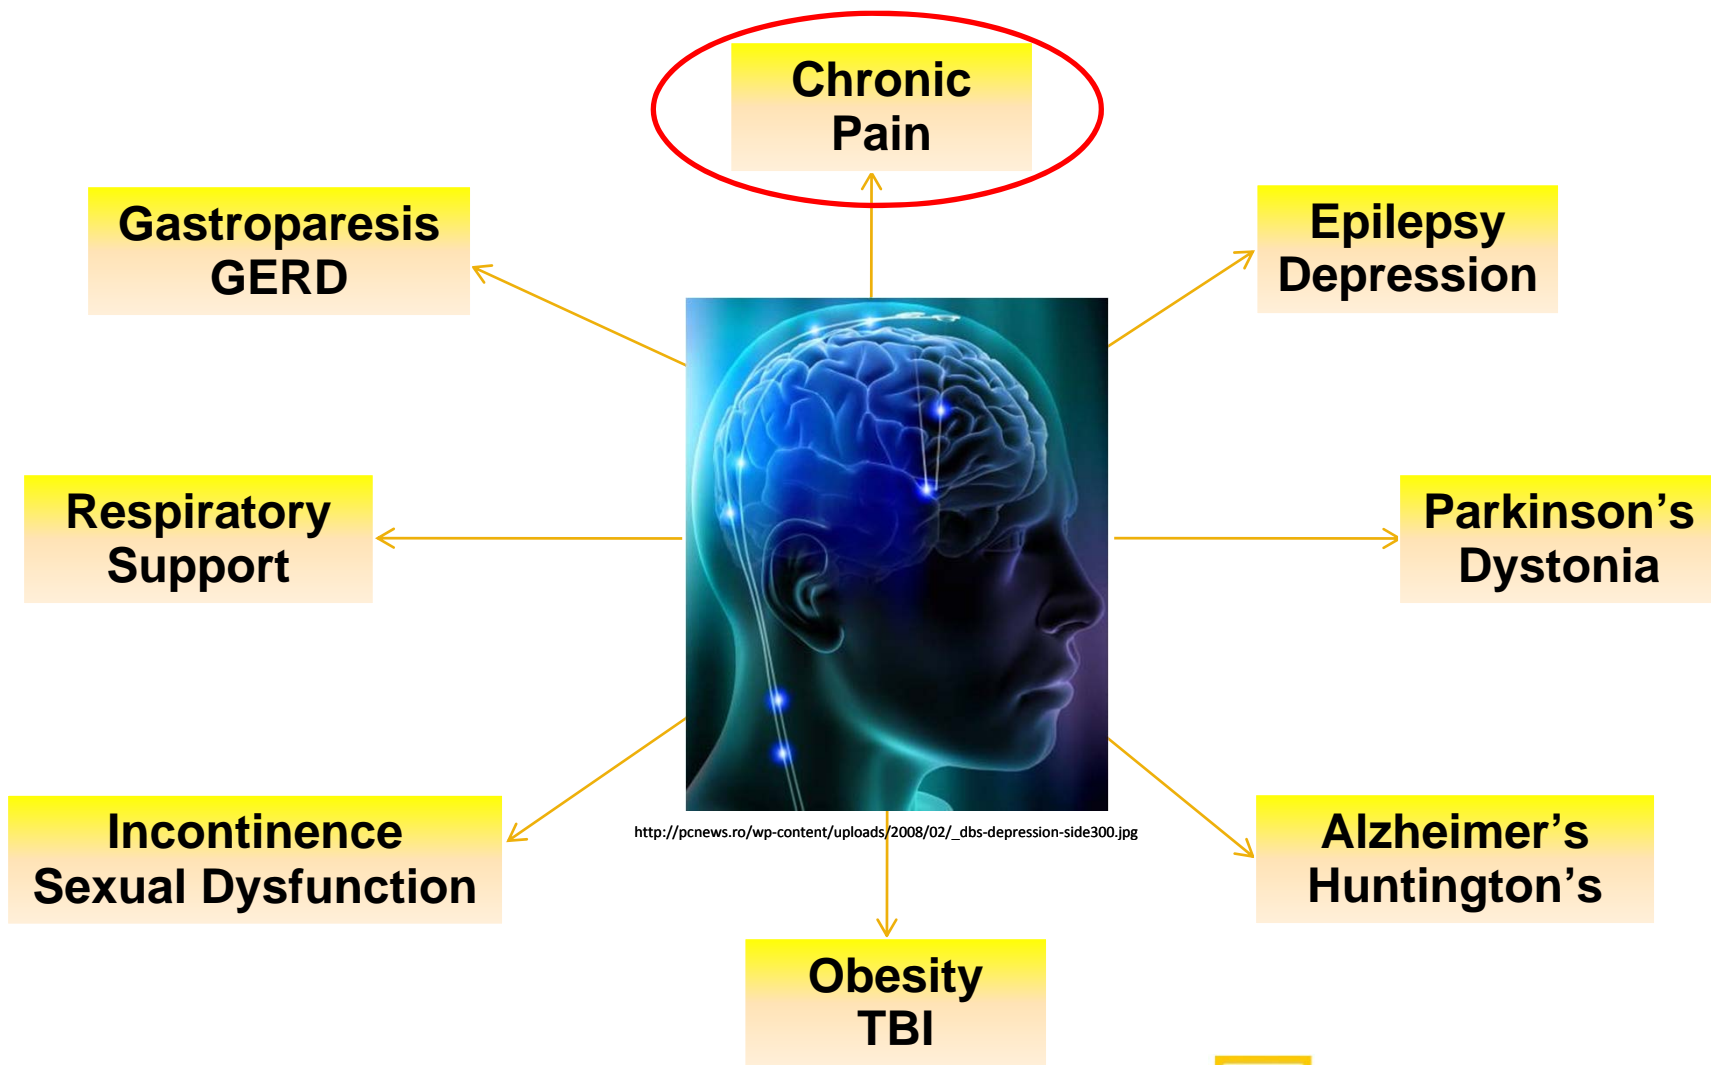 Chronic
Pain
Gastroparesis
GERD
Epilepsy
Depression
Respiratory
Support
Parkinson’s
Dystonia
http://pcnews.ro/wp-content/uploads/2008/02/_dbs-depression-side300.jpg
Incontinence
Sexual Dysfunction
Alzheimer’s
Huntington’s
Obesity
TBI